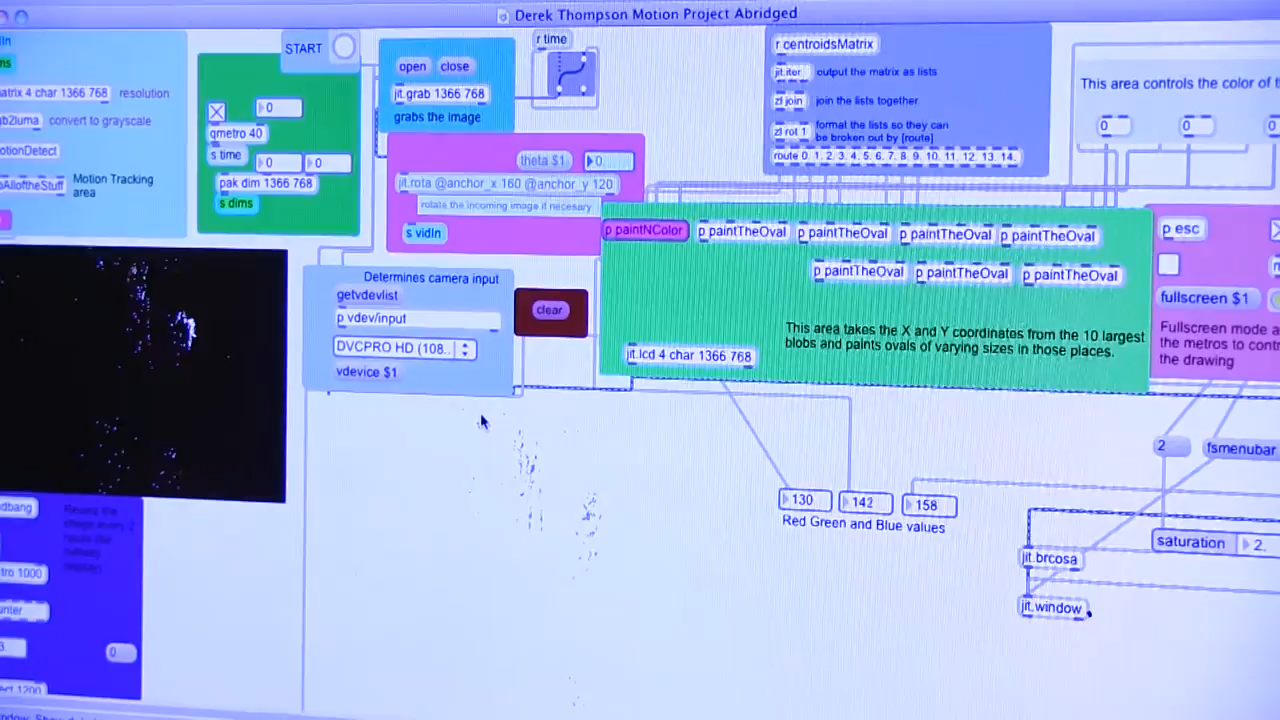 Derek Thompson Motion Project Abridged
matrix 4 char 1366 768 resolution
convert to grayscale
Motion Tracking
area
START
0
qmetro 40
s time
0 0
pak dim 1366 768
s dims
open close
jit.grab 1366 768
grabs the image
r time
theta $1 0
jit.rota @anchor_x 160 @anchor_y 120
rotate the incoming image if necesary
s vidIn
Determines camera input
getvdevlist
p vdev/input
DVCPRO HD (108..
vdevice $1
clear
r centroidsMatrix
jit.iter output the matrix as lists
zl join join the lists together
zl rot 1 format the lists so they can
be broken out by [route]
route 0. 1. 2. 3. 4. 5. 6. 7. 8. 9. 10. 11. 12. 13. 14.
This area controls the color of
0 0 0
p paintNColor p paintTheOval p paintTheOval p paintTheOval p paintTheOval
p paintTheOval p paintTheOval p paintTheOval
This area takes the X and Y coordinates from the 10 largest
blobs and paints ovals of varying sizes in those places.
jit.lcd 4 char 1366 768
p esc
fullscreen $1
Fullscreen mode a
the metros to contr
the drawing
2 fsmenubar
130 142 158
Red Green and Blue values
saturation 2.
jit.brcosa
jit.window
0